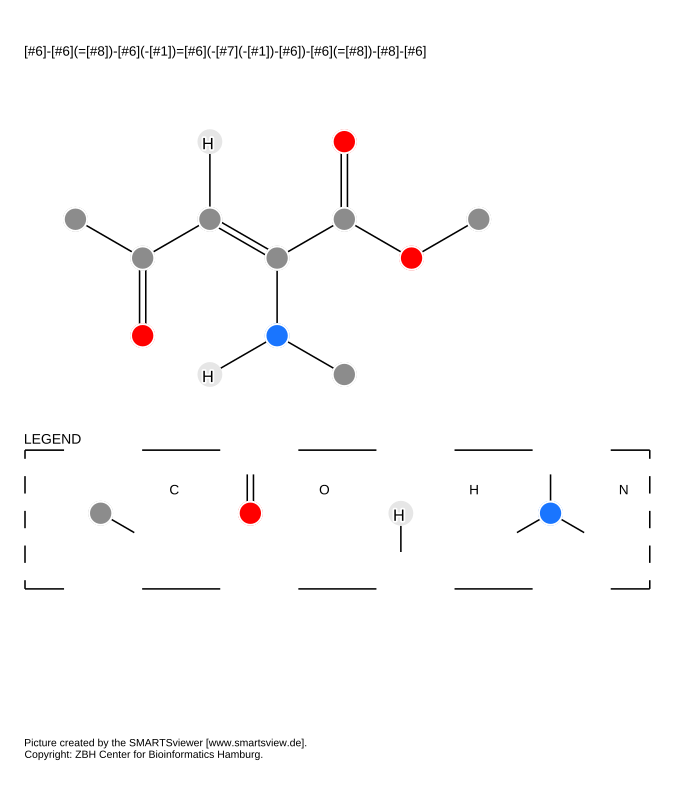 [#6]-[#6](=[#8])-[#6](-[#1])=[#6](-[#7](-[#1])-[#6])-[#6](=[#8])-[#8]-[#6]
H
H
LEGEND
C O H N
H
Picture created by the SMARTSviewer [www.smartsview.de].
Copyright: ZBH Center for Bioinformatics Hamburg.